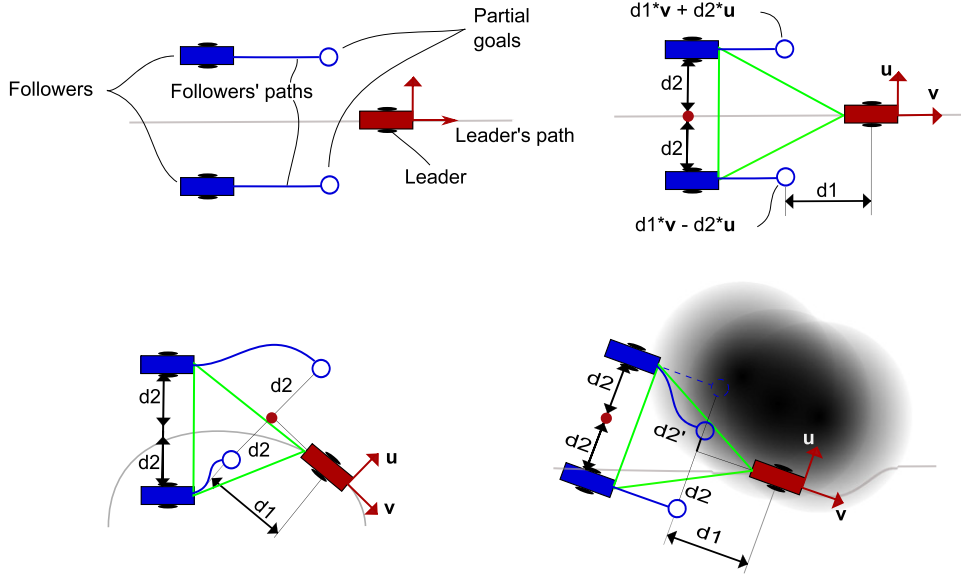 Partial
goals
Followers
Followers' paths
Leader's path
Leader
d1*v + d2*u
u
v
d2
d2
d1
d1*v - d2*u
d2
d2
d2
d2
d1
u
v
d2
d2
d2'
d2
d1
u
v